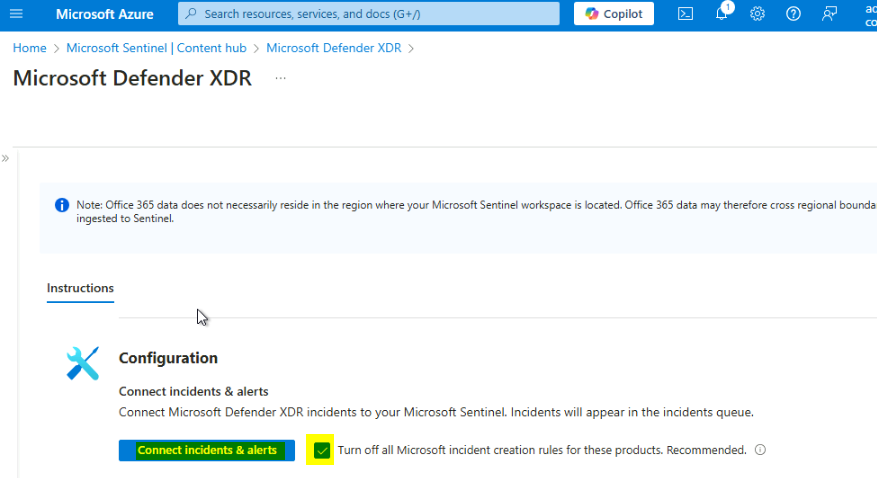 Microsoft Azure
Search resources, services, and docs (G+/)
Copilot
1
Home > Microsoft Sentinel | Content hub > Microsoft Defender XDR >
Microsoft Defender XDR ...
Note: Office 365 data does not necessarily reside in the region where your Microsoft Sentinel workspace is located. Office 365 data may therefore cross regional
ingested to Sentinel.
Instructions
Configuration
Connect incidents & alerts
Connect Microsoft Defender XDR incidents to your Microsoft Sentinel. Incidents will appear in the incidents queue.
Connect incidents & alerts
Turn off all Microsoft incident creation rules for these products. Recommended.